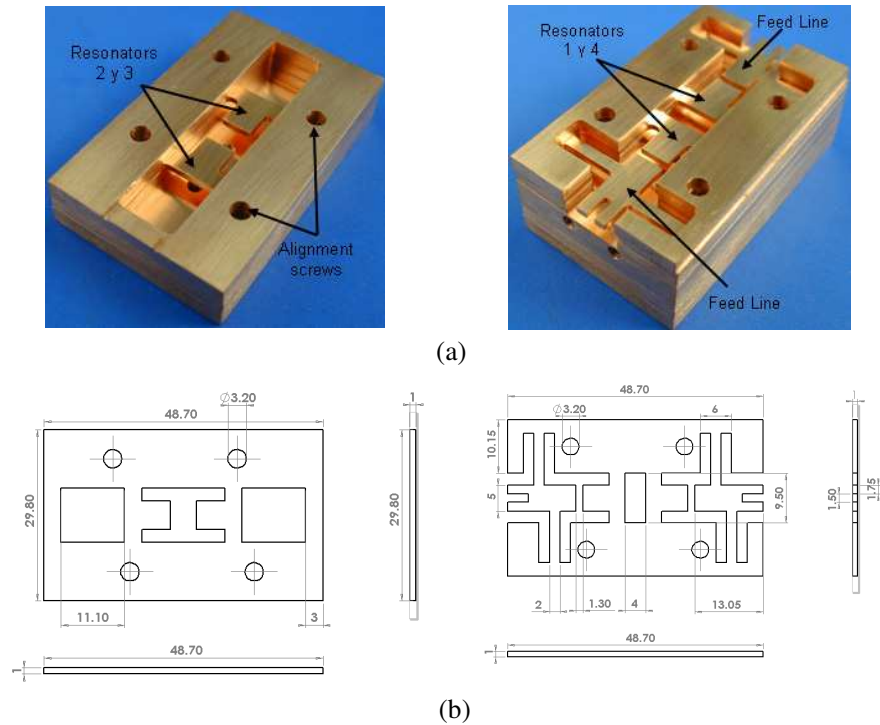 Resonators
2 y 3
Alignment
screws
Resonators
1 y 4
Feed Line
Feed Line
(a)
48.70
∅3.20
1
29.80
29.80
11.10
3
48.70
1
48.70
∅3.20
6
1
10.15
5
9.50
1.50
1.75
2
1.30
4
13.05
48.70
1
(b)